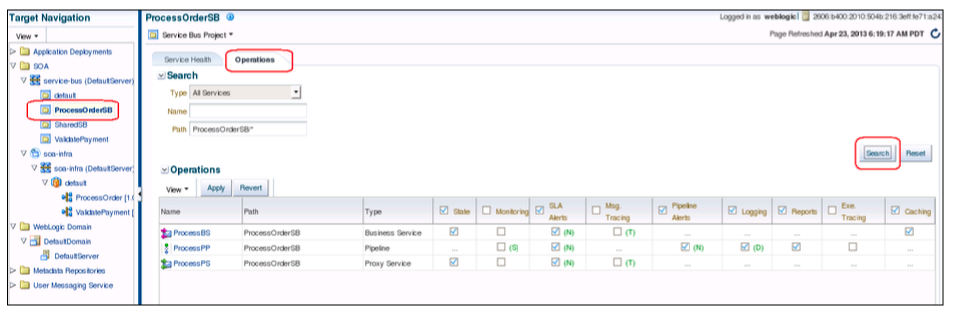 Target Navigation
View
Application Deployments
SOA
service-bus (DefaultServer)
default
ProcessOrderSB
SharedSB
ValidatePayment
soa-infra
soa-infra (DefaultServer)
default
ProcessOrder [1.0
ValidatePayment [
WebLogic Domain
DefaultDomain
DefaultServer
Metadata Repositories
User Messaging Service
ProcessOrderSB
Logged in as weblogic
2606:b400:2010:504b:216:3eff:fe71:a24
Service Bus Project
Page Refreshed Apr 23, 2013 6:19:17 AM PDT
Service Health Operations
Search
Type All Services
Name
Path ProcessOrderSB/*
Search Reset
Operations
View Apply Revert
Name Path Type State Monitoring SLA Alerts Msg. Tracing Pipeline Alerts Logging Reports Exe. Tracing Caching
ProcessBS ProcessOrderSB Business Service (N) (T) ... ... ... ...
ProcessPP ProcessOrderSB Pipeline ... (S) (N) ... (N) (D) ...
ProcessPS ProcessOrderSB Proxy Service (N) (T) ... ... ... ... ...